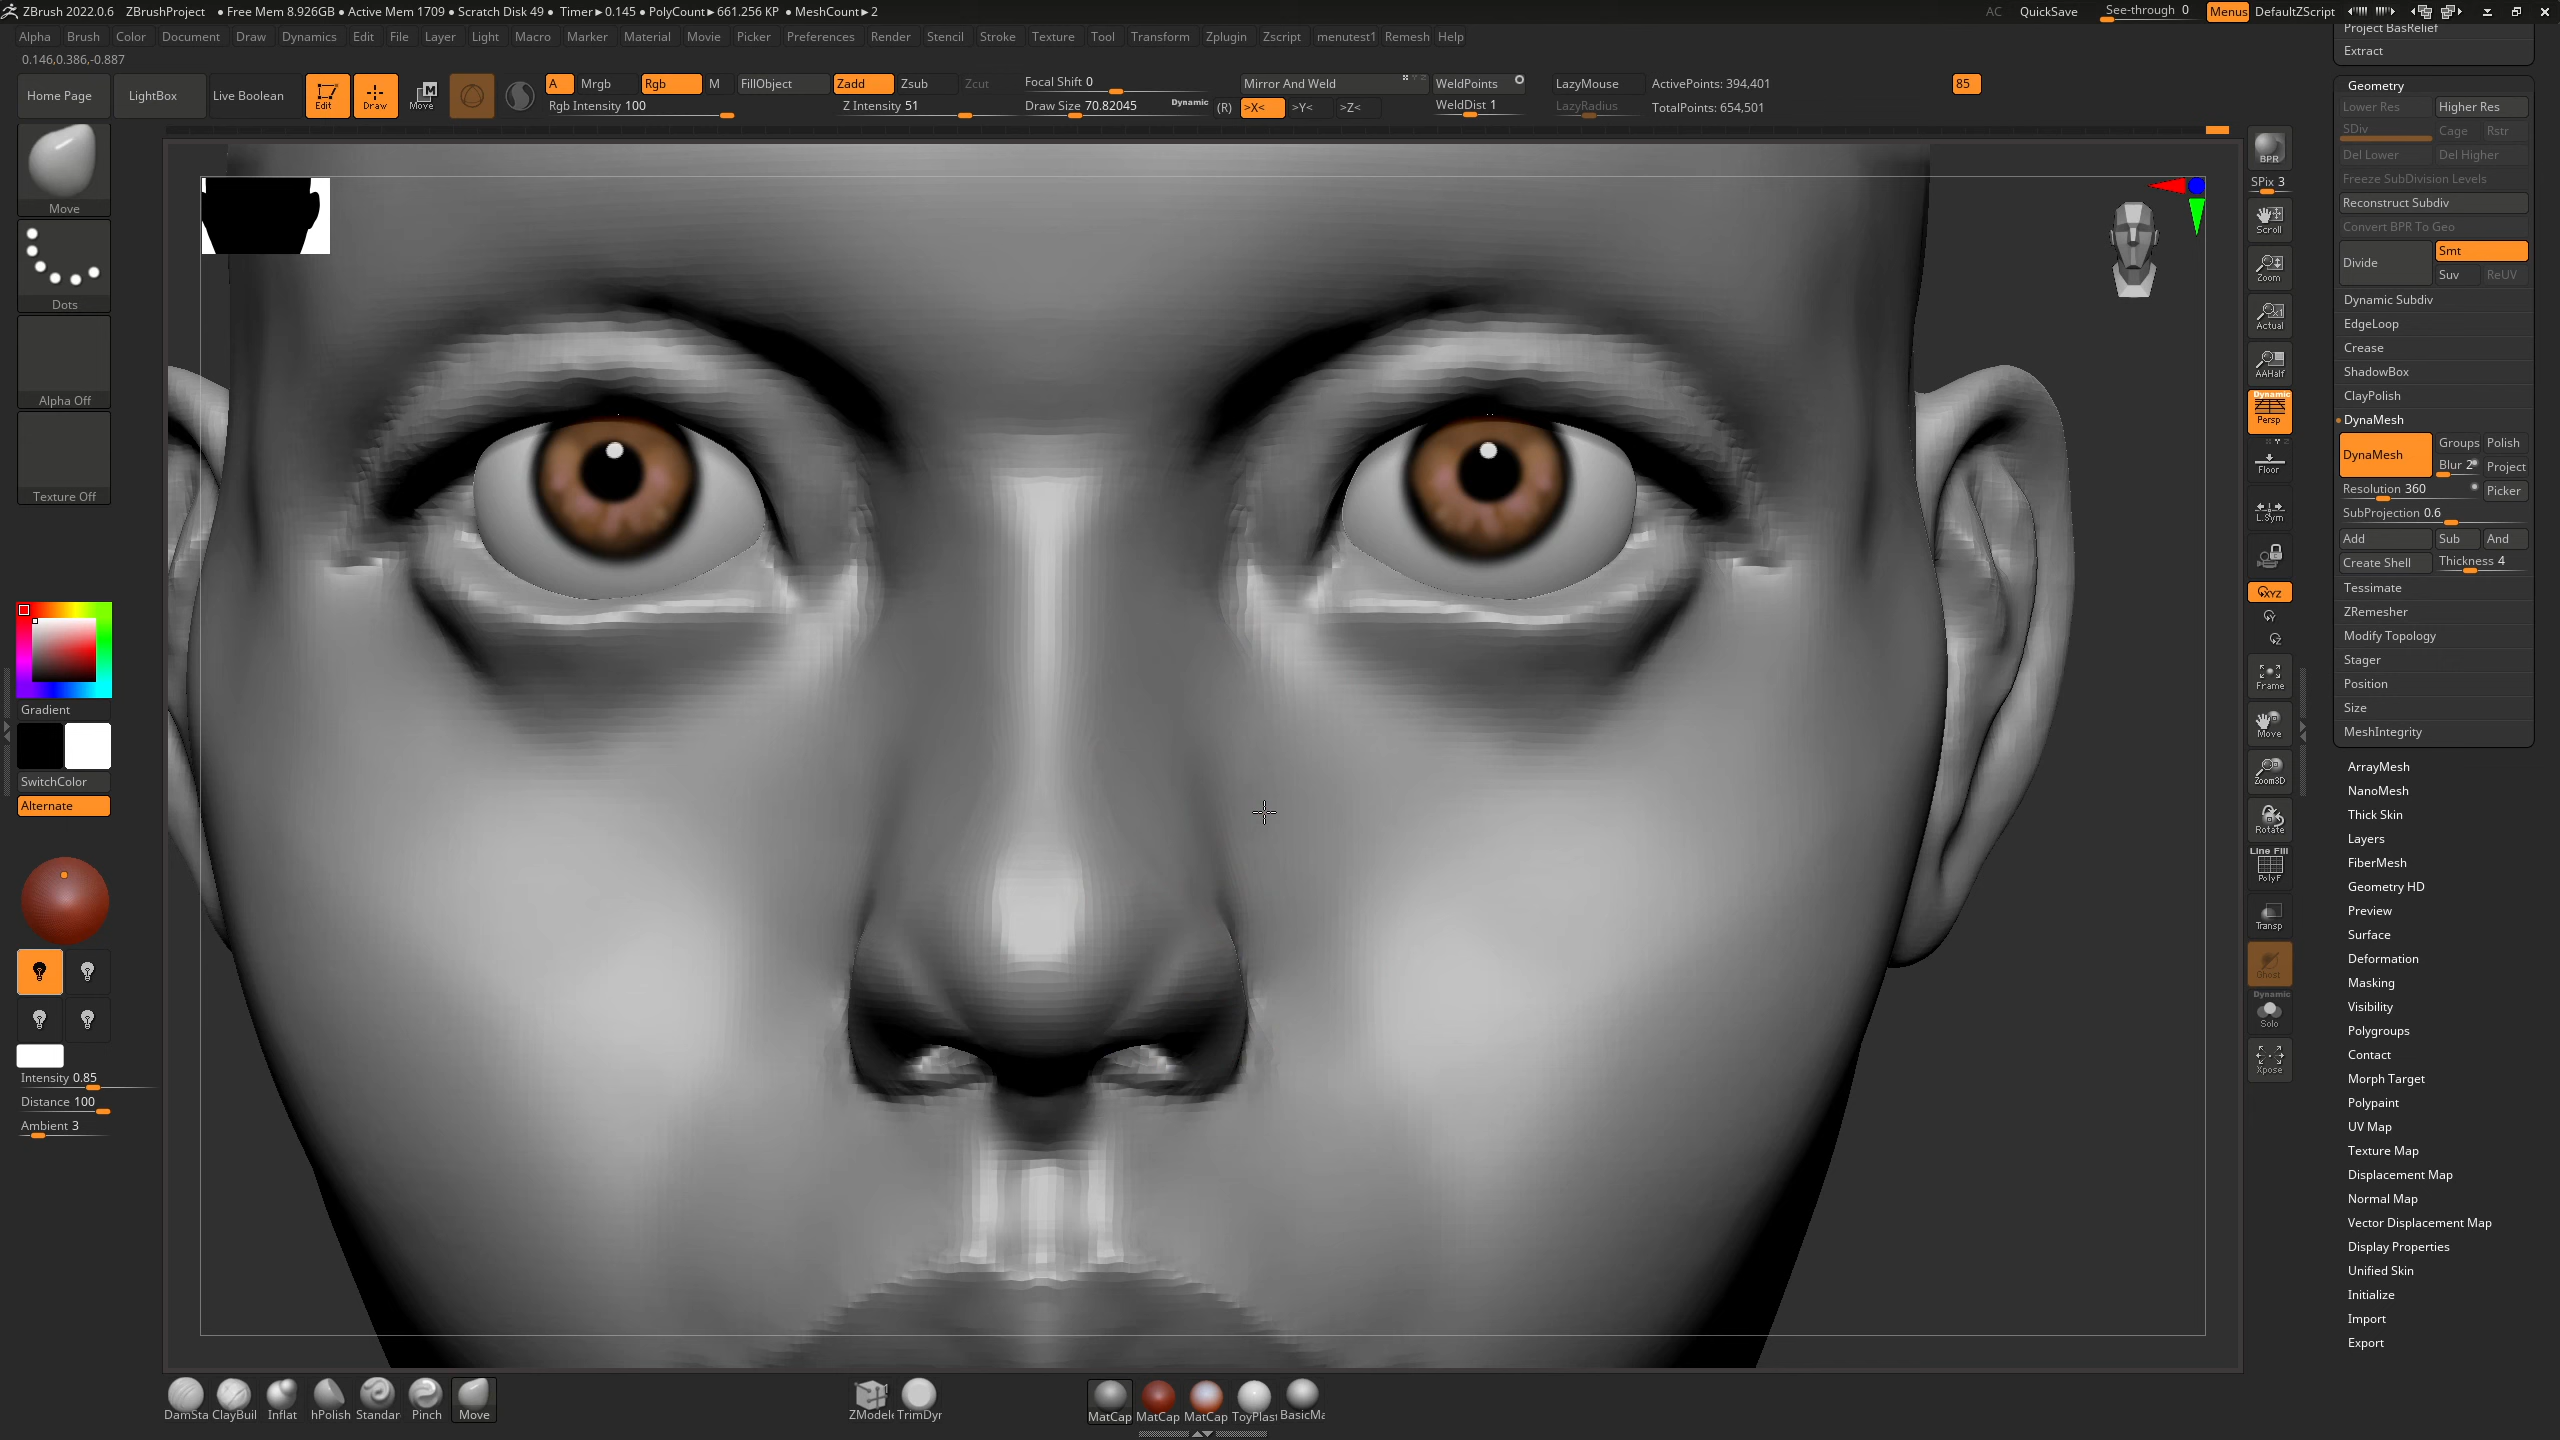 ZBrush 2022.0.6 ZBrushProject ● Free Mem 8.926GB ● Active Mem 1709 ● Scratch Disk 49 ● Timer►0.145 ● PolyCount►661.256 KP ● MeshCount►2 AC QuickSave See-through 0 Menus DefaultZScript
Alpha Brush Color Document Draw Dynamics Edit File Layer Light Macro Marker Material Movie Picker Preferences Render Stencil Stroke Texture Tool Transform Zplugin Zscript menutest1 Remesh Help
0.146,0.386,-0.887
Home Page LightBox Live Boolean Edit Draw Move
A Mrgb Rgb M FillObject Zadd Zsub Zcut Focal Shift 0 Mirror And Weld WeldPoints LazyMouse ActivePoints: 394,401 85
Rgb Intensity 100 Z Intensity 51 Draw Size 70.82045 Dynamic (R) >X< >Y< >Z< WeldDist 1 LazyRadius TotalPoints: 654,501
Move
Dots
Alpha Off
Texture Off
Gradient
SwitchColor
Alternate
Intensity 0.85
Distance 100
Ambient 3
BPR
SPix 3
Scroll
Zoom
Actual
AAHalf
Dynamic
Persp
Floor
L.Sym
XYZ
Y
Z
Frame
Move
Zoom3D
Rotate
Line Fill
PolyF
Transp
Ghost
Dynamic
Solo
Xpose
Project BasRelief
Extract
Geometry
Lower Res Higher Res
SDiv Cage Rstr
Del Lower Del Higher
Freeze SubDivision Levels
Reconstruct Subdiv
Convert BPR To Geo
Divide Smt
Suv ReUV
Dynamic Subdiv
EdgeLoop
Crease
ShadowBox
ClayPolish
DynaMesh
DynaMesh Groups Polish
Blur 2 Project
Resolution 360 Picker
SubProjection 0.6
Add Sub And
Create Shell Thickness 4
Tessimate
ZRemesher
Modify Topology
Stager
Position
Size
MeshIntegrity
ArrayMesh
NanoMesh
Thick Skin
Layers
FiberMesh
Geometry HD
Preview
Surface
Deformation
Masking
Visibility
Polygroups
Contact
Morph Target
Polypaint
UV Map
Texture Map
Displacement Map
Normal Map
Vector Displacement Map
Display Properties
Unified Skin
Initialize
Import
Export
DamSta ClayBuil Inflat hPolish Standar Pinch Move ZModel TrimDyr MatCap MatCap MatCap ToyPlas BasicMa